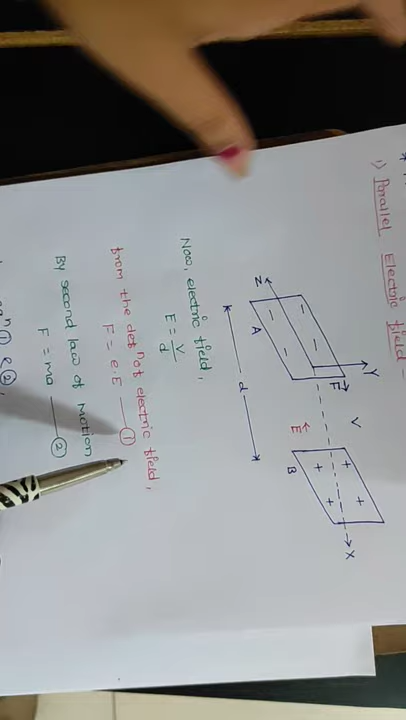 1) Parallel Electric field -
Z
Y
X
A
B
F
V
E
d
Now, electric field,
E = V/d
from the defⁿ of electric field,
F = e.E —— ①
By second law of motion
F = ma —— ②